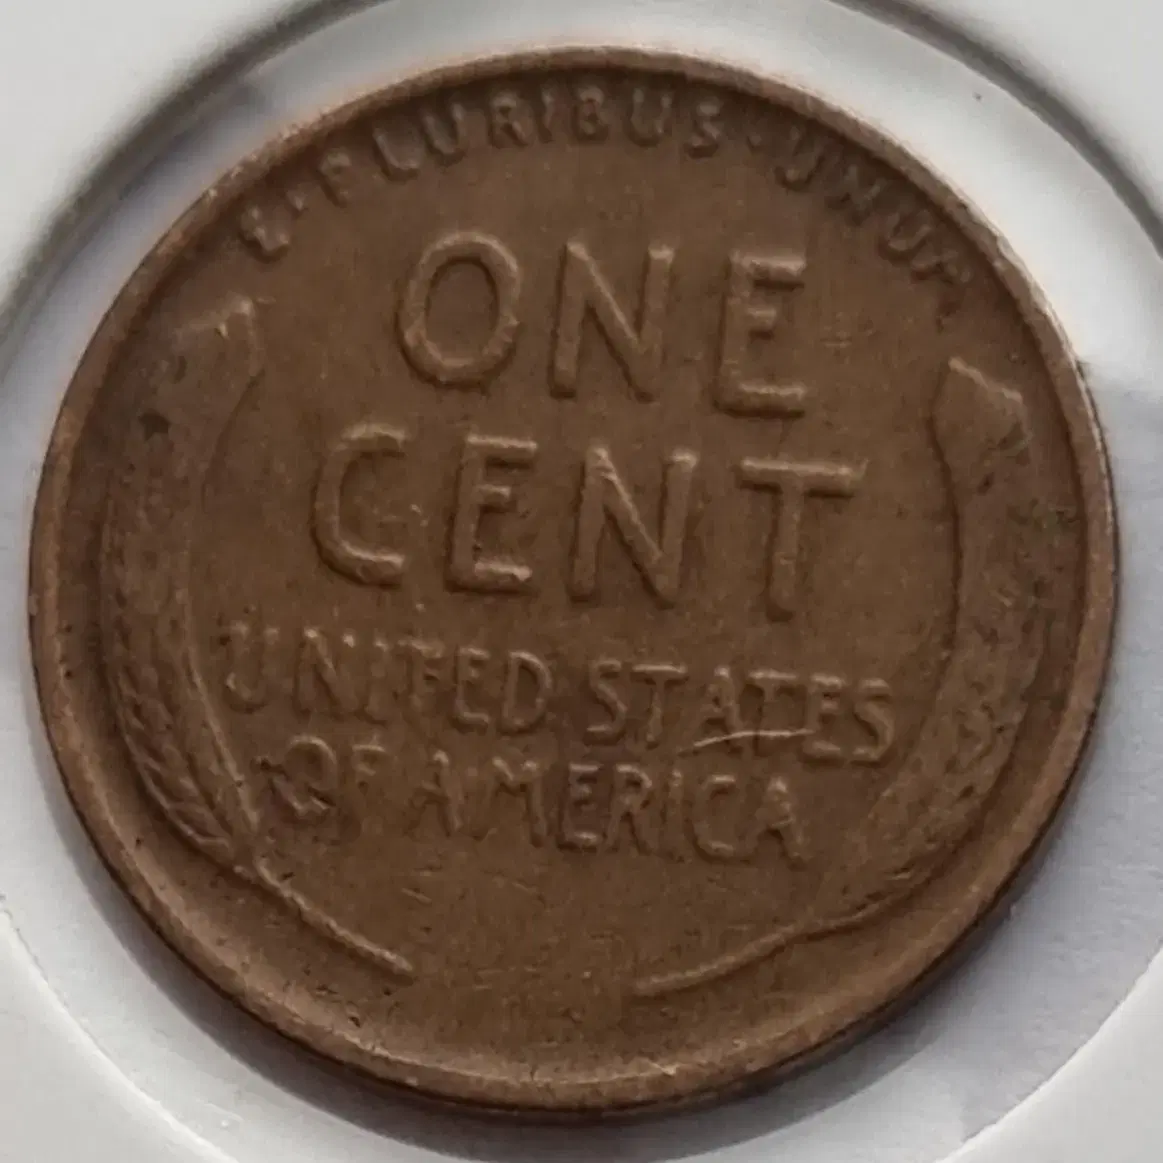 E·PLURIBUS·UNUM
ONE
CENT
UNITED STATES
OF AMERICA